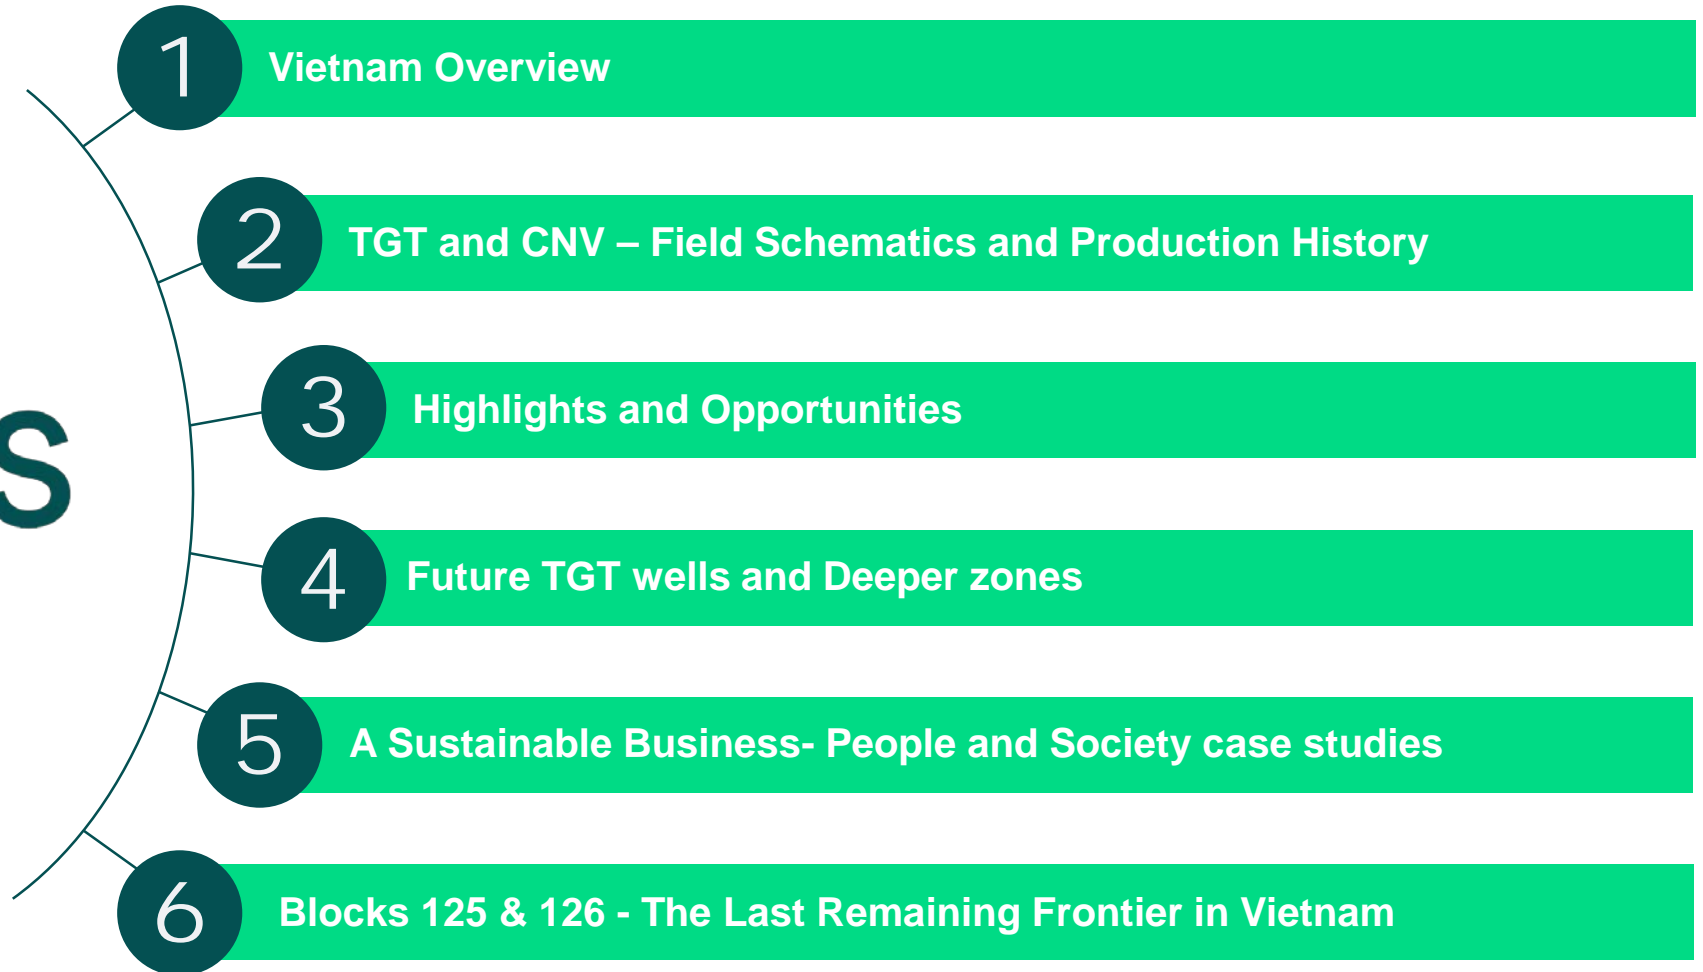 1
Vietnam Overview
2
TGT and CNV – Field Schematics and Production History
3
Highlights and Opportunities
S
4
Future TGT wells and Deeper zones
5
A Sustainable Business- People and Society case studies
6
Blocks 125 & 126 - The Last Remaining Frontier in Vietnam